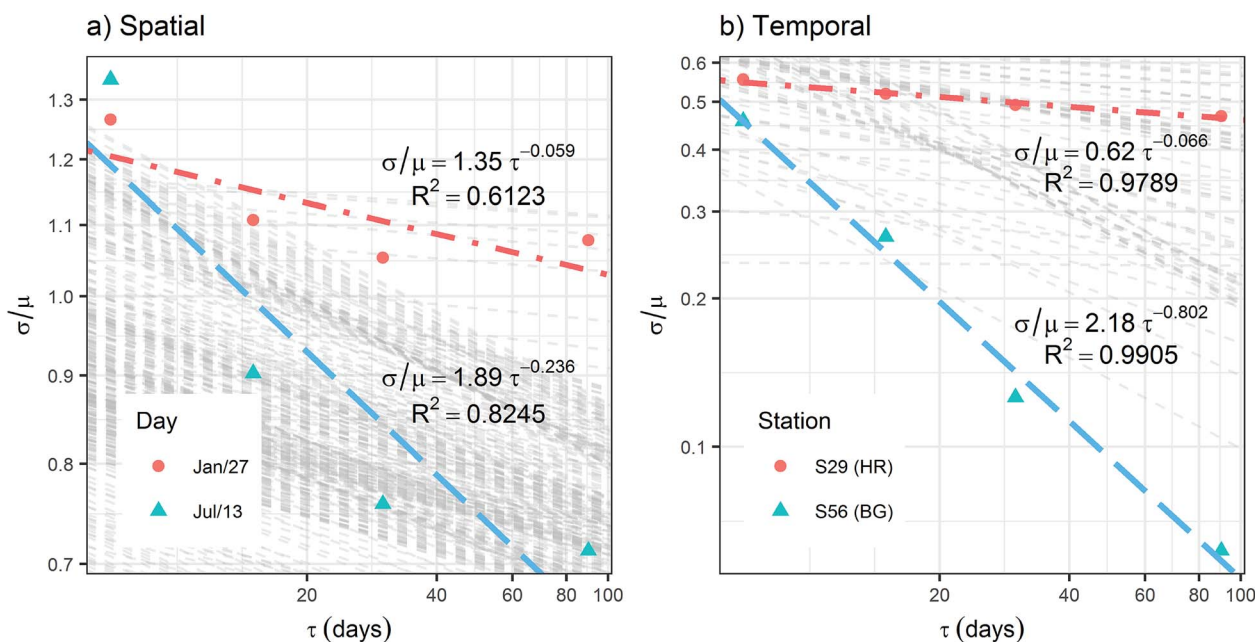 a) Spatial
σ/μ
1.3
1.2
1.1
1.0
0.9
0.8
0.7
σ/μ = 1.35 τ^−0.059
R² = 0.6123
σ/μ = 1.89 τ^−0.236
R² = 0.8245
Day
Jan/27
Jul/13
20 40 60 80 100
τ (days)
b) Temporal
σ/μ
0.6
0.5
0.4
0.3
0.2
0.1
σ/μ = 0.62 τ^−0.066
R² = 0.9789
σ/μ = 2.18 τ^−0.802
R² = 0.9905
Station
S29 (HR)
S56 (BG)
20 40 60 80 100
τ (days)